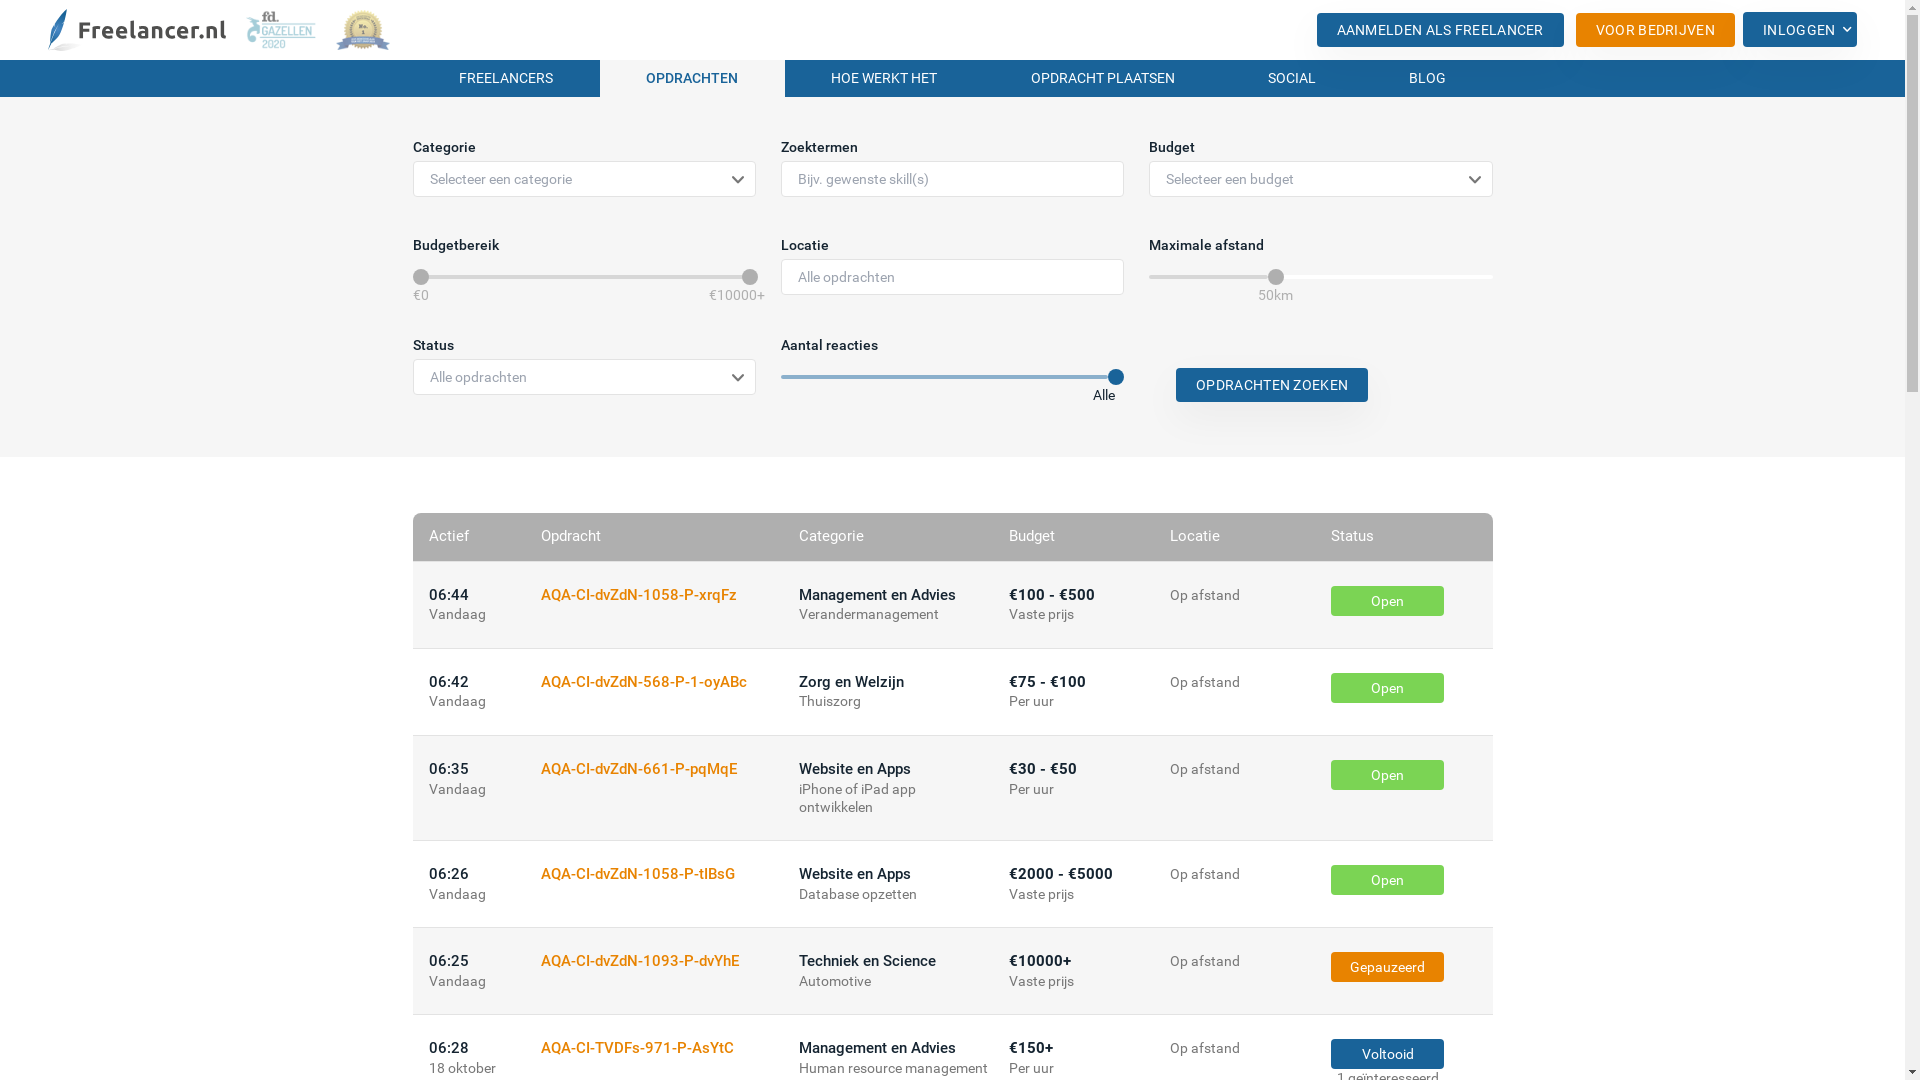 Freelancer.nl
fd.
GAZELLEN
2020
AANMELDEN ALS FREELANCER
VOOR BEDRIJVEN
INLOGGEN
FREELANCERS
OPDRACHTEN
HOE WERKT HET
OPDRACHT PLAATSEN
SOCIAL
BLOG
Categorie
Zoektermen
Budget
Selecteer een categorie
Bijv. gewenste skill(s)
Selecteer een budget
Budgetbereik
Locatie
Maximale afstand
Alle opdrachten
€0
€10000+
50km
Status
Aantal reacties
Alle opdrachten
Alle
OPDRACHTEN ZOEKEN
Actief
Opdracht
Categorie
Budget
Locatie
Status
06:44
Vandaag
AQA-CI-dvZdN-1058-P-xrqFz
Management en Advies
Verandermanagement
€100 - €500
Vaste prijs
Op afstand
Open
06:42
Vandaag
AQA-CI-dvZdN-568-P-1-oyABc
Zorg en Welzijn
Thuiszorg
€75 - €100
Per uur
Op afstand
Open
06:35
Vandaag
AQA-CI-dvZdN-661-P-pqMqE
Website en Apps
iPhone of iPad app
ontwikkelen
€30 - €50
Per uur
Op afstand
Open
06:26
Vandaag
AQA-CI-dvZdN-1058-P-tIBsG
Website en Apps
Database opzetten
€2000 - €5000
Vaste prijs
Op afstand
Open
06:25
Vandaag
AQA-CI-dvZdN-1093-P-dvYhE
Techniek en Science
Automotive
€10000+
Vaste prijs
Op afstand
Gepauzeerd
06:28
18 oktober
AQA-CI-TVDFs-971-P-AsYtC
Management en Advies
Human resource management
€150+
Per uur
Op afstand
Voltooid
1 geïnteresseerd